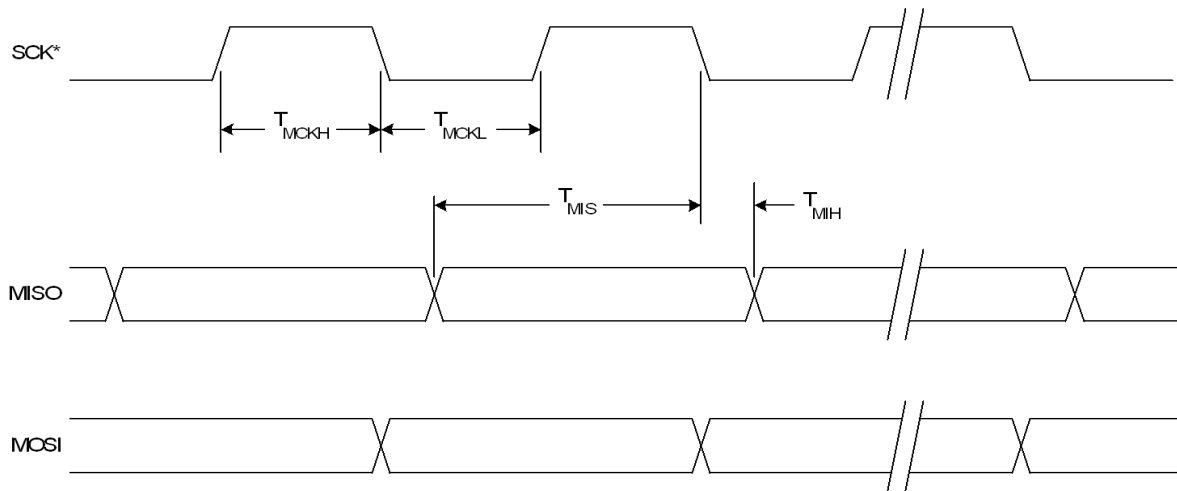 SCK*
T_MCKH
T_MCKL
T_MIS
T_MIH
MISO
MOSI